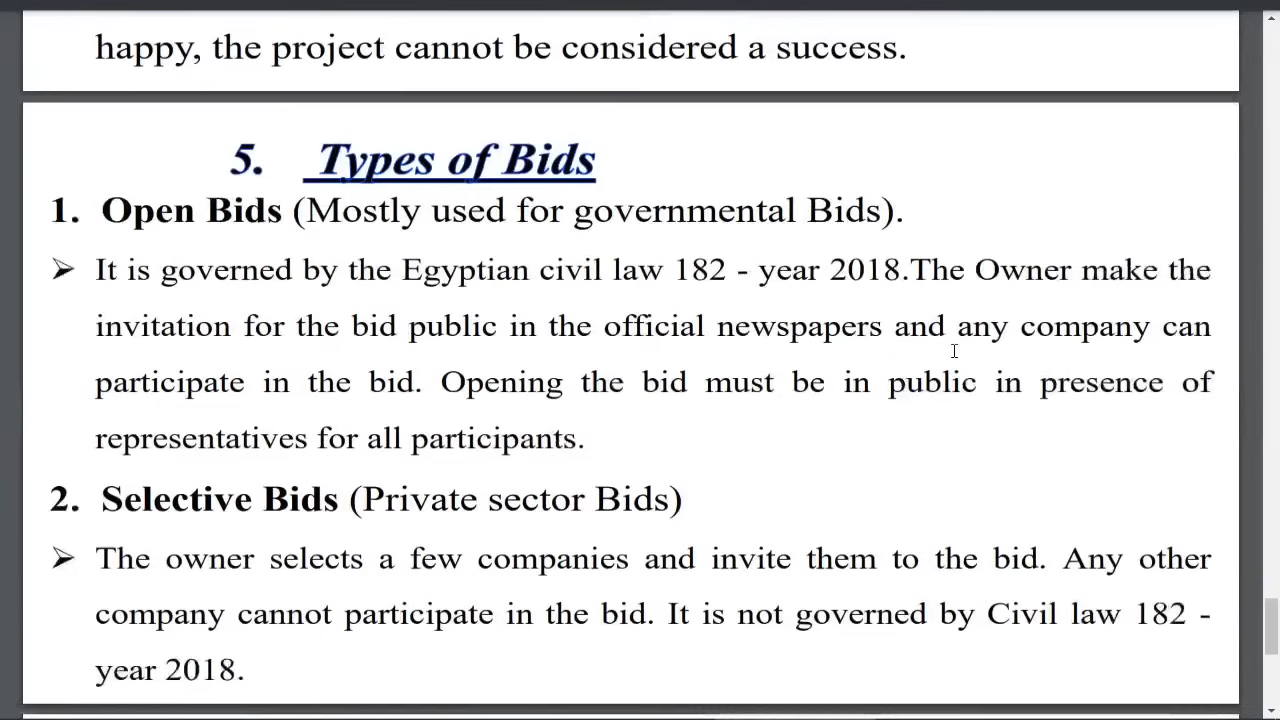 happy, the project cannot be considered a success.
5. Types of Bids
1. Open Bids (Mostly used for governmental Bids).
➢ It is governed by the Egyptian civil law 182 - year 2018.The Owner make the
invitation for the bid public in the official newspapers and any company can
participate in the bid. Opening the bid must be in public in presence of
representatives for all participants.
2. Selective Bids (Private sector Bids)
➢ The owner selects a few companies and invite them to the bid. Any other
company cannot participate in the bid. It is not governed by Civil law 182 -
year 2018.